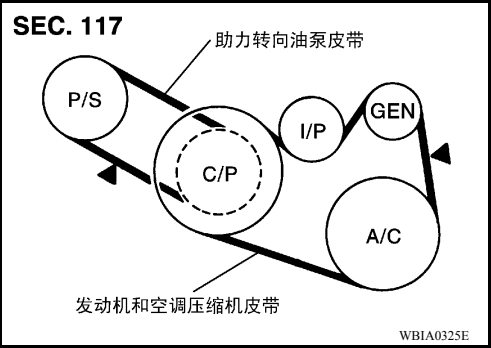 SEC. 117
助力转向油泵皮带
P/S
I/P
GEN
C/P
A/C
发动机和空调压缩机皮带
WBIA0325E